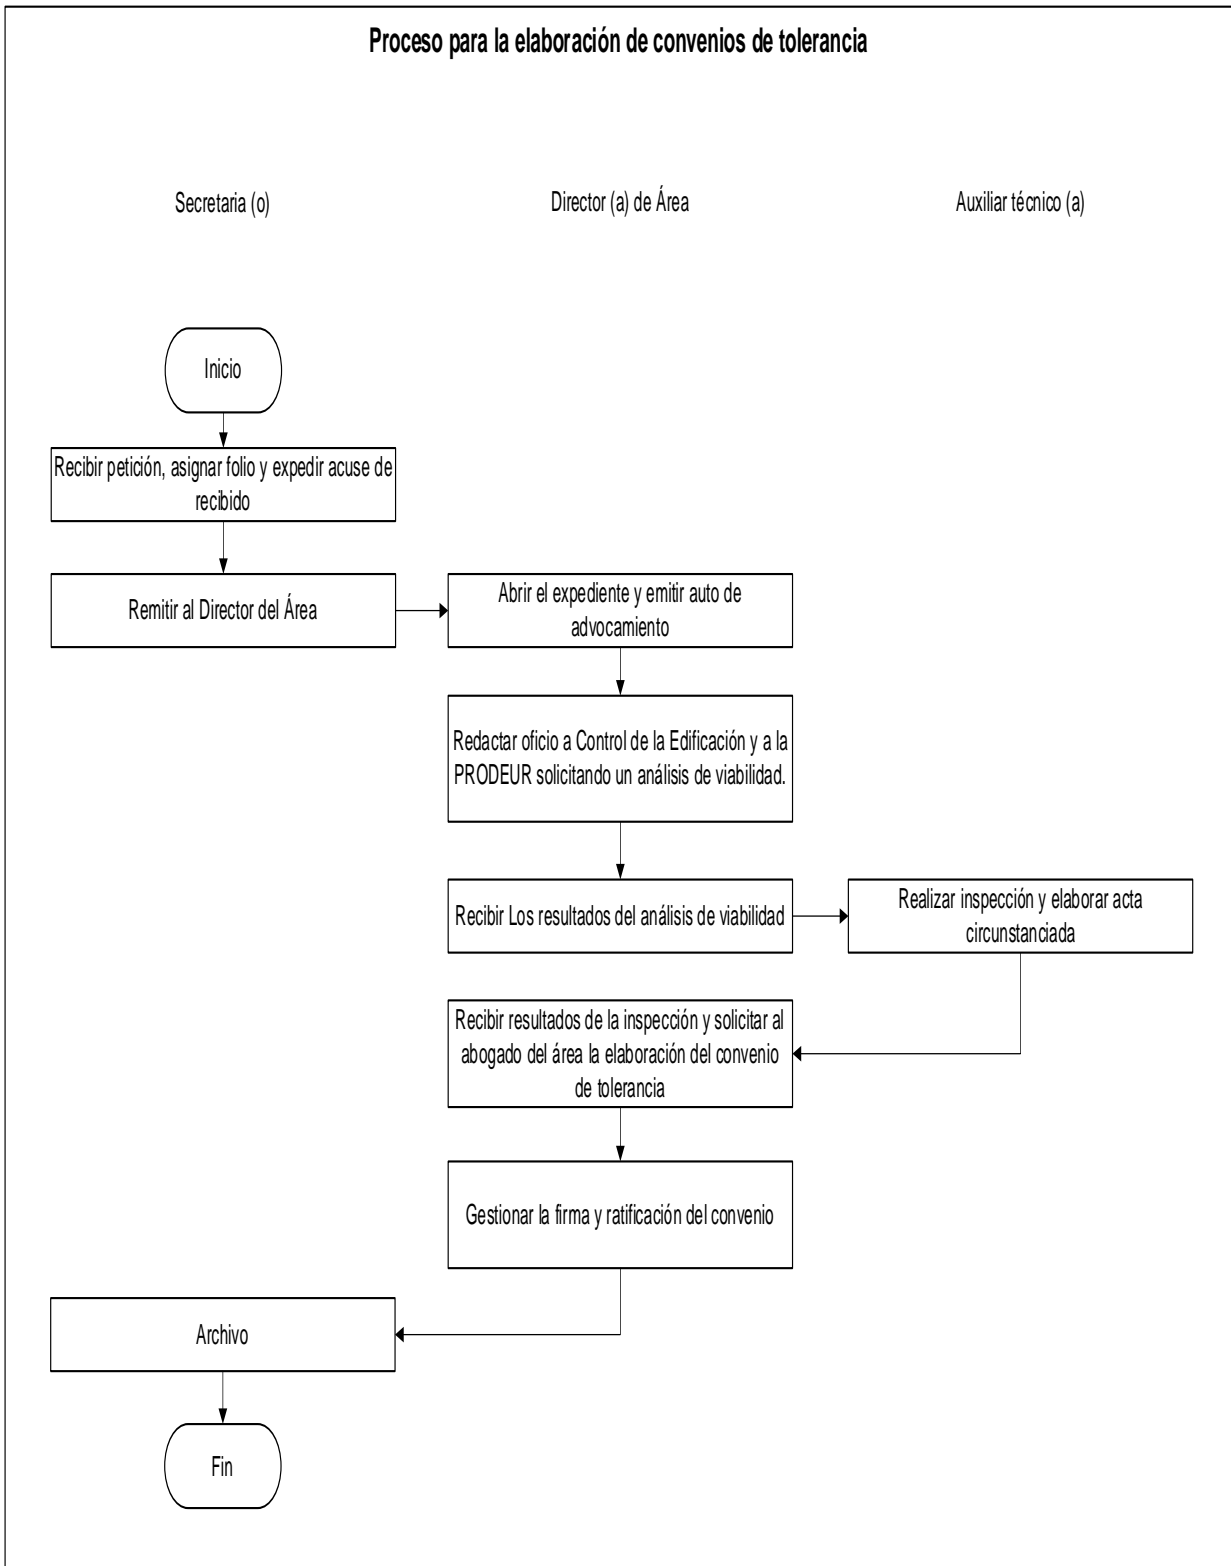 Proceso para la elaboración de convenios de tolerancia
Secretaria (o)
Director (a) de Área
Auxiliar técnico (a)
Inicio
Recibir petición, asignar folio y expedir acuse de
recibido
Remitir al Director del Área
Abrir el expediente y emitir auto de
advocamiento
Redactar oficio a Control de la Edificación y a la
PRODEUR solicitando un análisis de viabilidad.
Recibir Los resultados del análisis de viabilidad
Realizar inspección y elaborar acta
circunstanciada
Recibir resultados de la inspección y solicitar al
abogado del área la elaboración del convenio
de tolerancia
Gestionar la firma y ratificación del convenio
Archivo
Fin